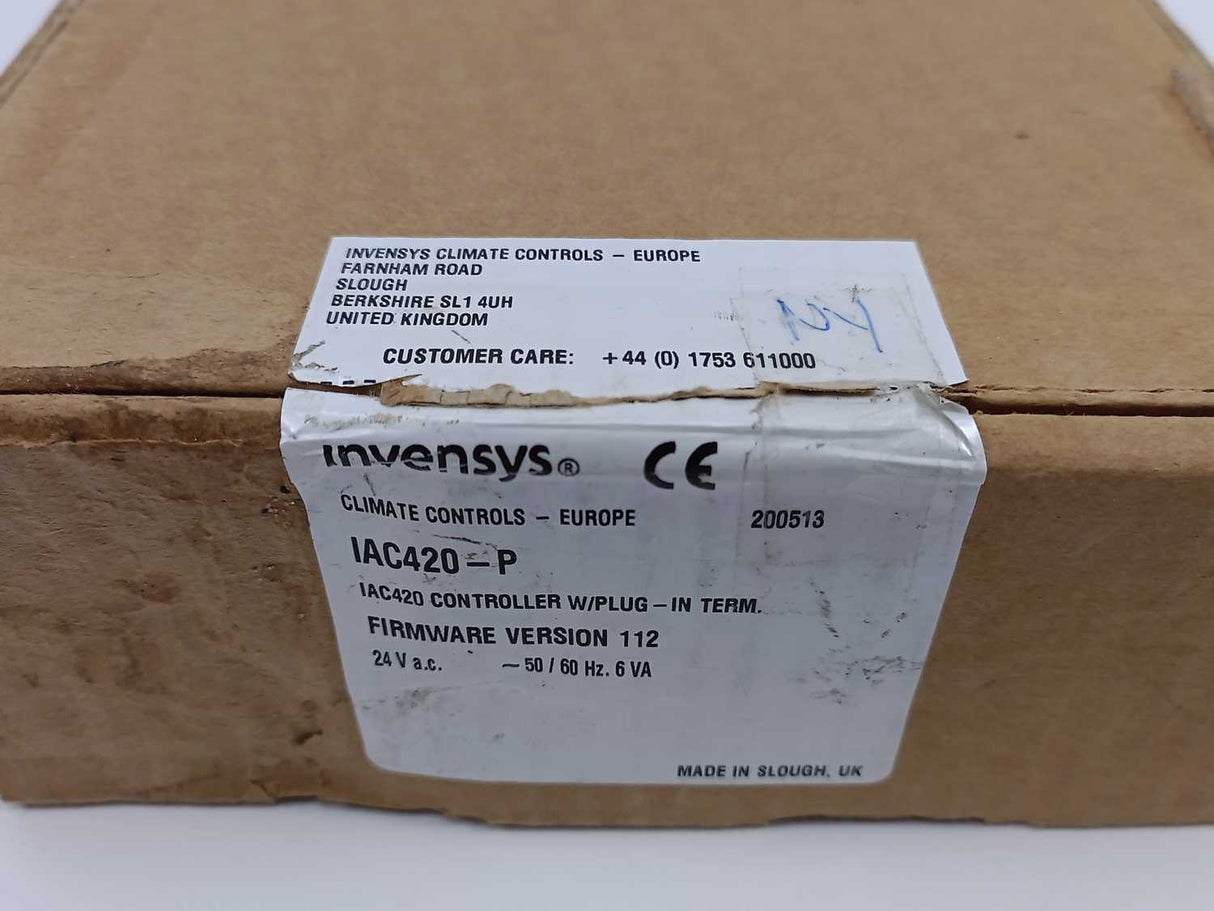 INVENSYS CLIMATE CONTROLS – EUROPE
FARNHAM ROAD
SLOUGH
BERKSHIRE SL1 4UH
UNITED KINGDOM
CUSTOMER CARE: +44 (0) 1753 611000
invensys® CE
CLIMATE CONTROLS – EUROPE 200513
IAC420–P
IAC420 CONTROLLER W/PLUG–IN TERM.
FIRMWARE VERSION 112
24 V a.c. ~ 50 / 60 Hz. 6 VA
MADE IN SLOUGH, UK